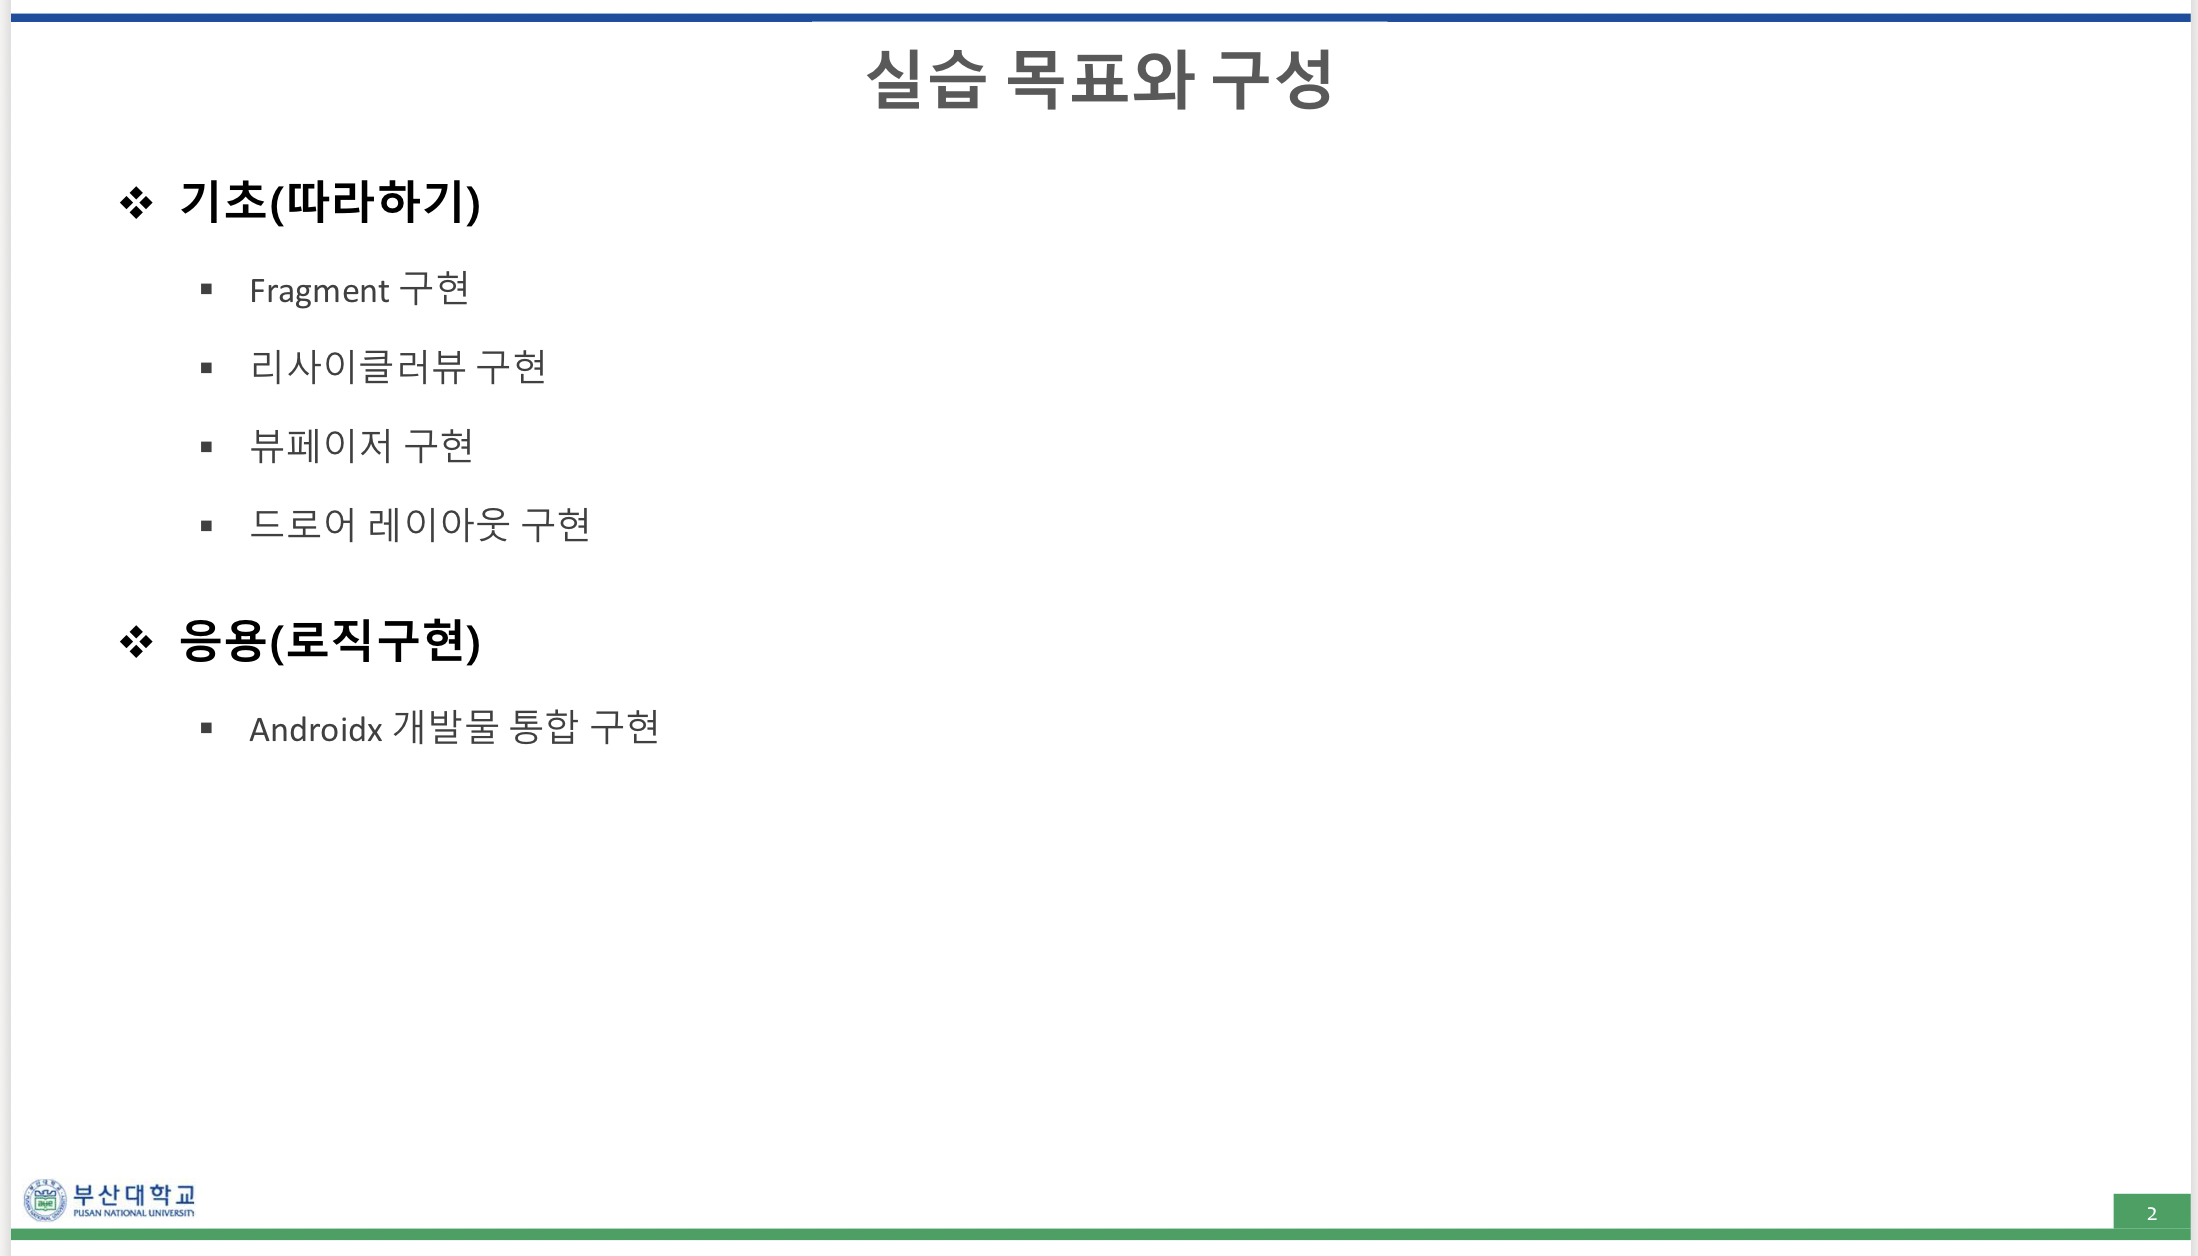 실습 목표와 구성
❖ 기초(따라하기)
▪ Fragment 구현
▪ 리사이클러뷰 구현
▪ 뷰페이저 구현
▪ 드로어 레이아웃 구현
❖ 응용(로직구현)
▪ Androidx 개발물 통합 구현
부산대학교
PUSAN NATIONAL UNIVERSITY
2